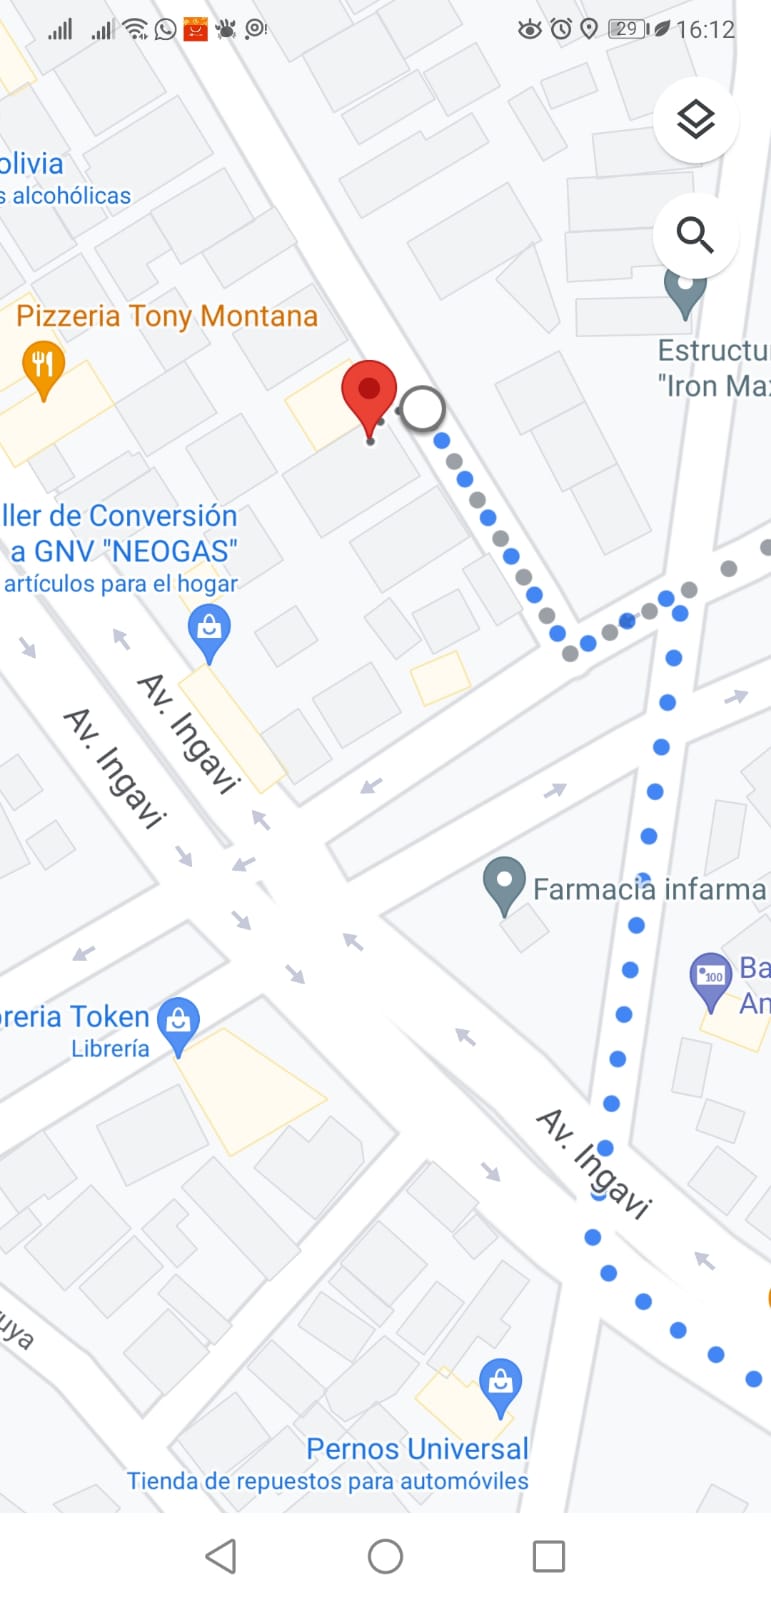 29
16:12
olivia
s alcohólicas
Pizzeria Tony Montana
Estructu
"Iron Ma
ller de Conversión
a GNV "NEOGAS"
artículos para el hogar
Av. Ingavi
Av. Ingavi
Farmacia infarma
100
Ba
An
oreria Token
Librería
Av. Ingavi
uya
Pernos Universal
Tienda de repuestos para automóviles